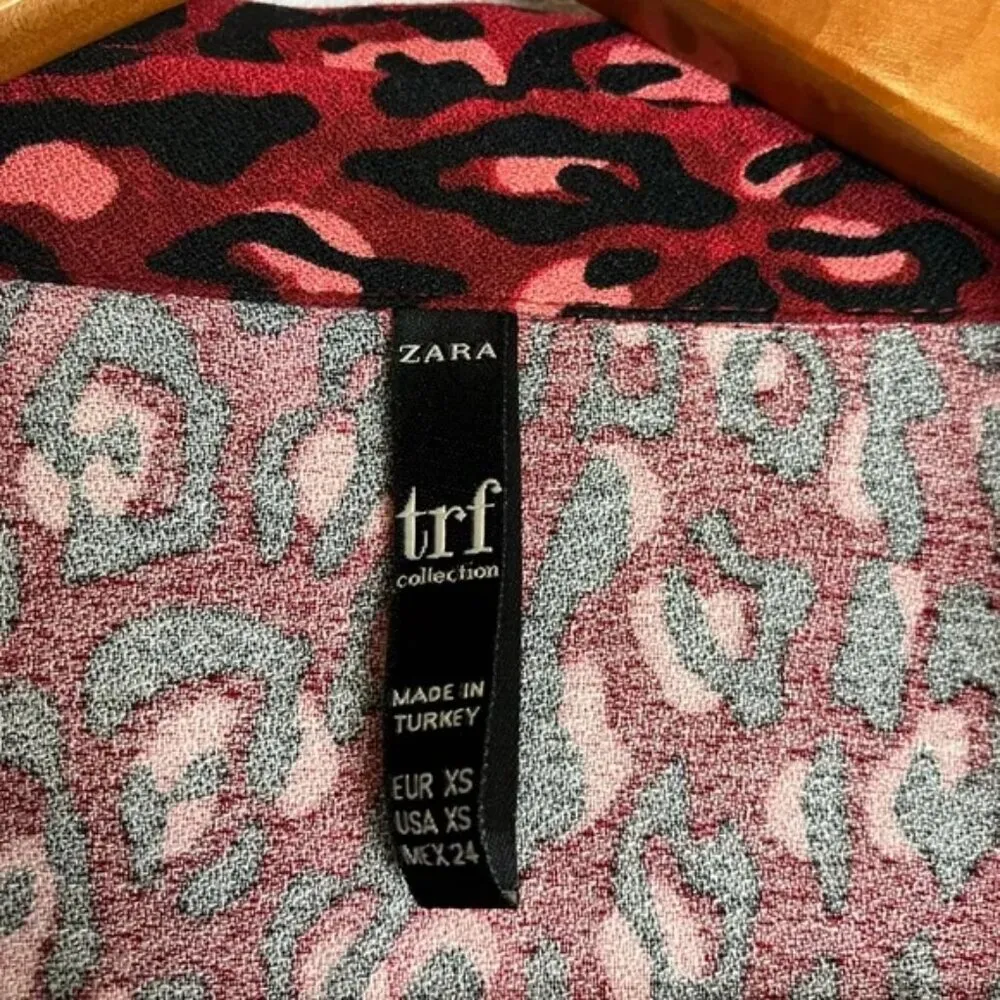 ZARA
trf
collection
MADE IN
TURKEY
EUR XS
USA XS
MEX 24